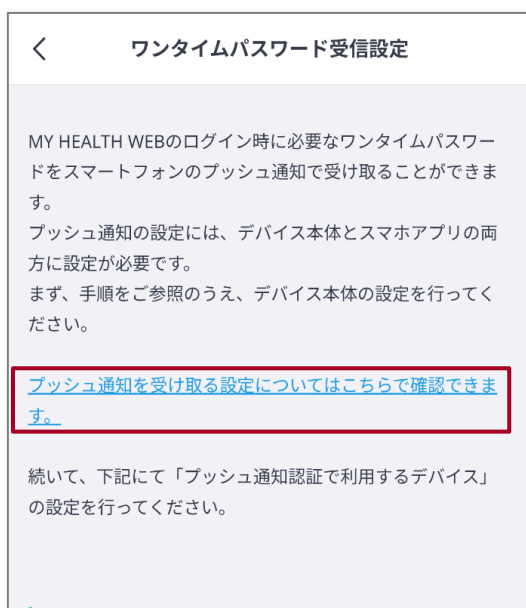 ワンタイムパスワード受信設定
MY HEALTH WEBのログイン時に必要なワンタイムパスワー
ドをスマートフォンのプッシュ通知で受け取ることができま
す。
プッシュ通知の設定には、デバイス本体とスマホアプリの両
方に設定が必要です。
まず、手順をご参照のうえ、デバイス本体の設定を行ってく
ださい。
プッシュ通知を受け取る設定についてはこちらで確認できま
す。
続いて、下記にて「プッシュ通知認証で利用するデバイス」
の設定を行ってください。